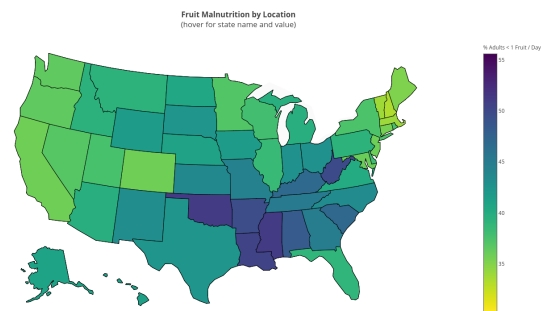 Fruit Malnutrition by Location
(hover for state name and value)
% Adults < 1 Fruit / Day
55
50
45
40
35